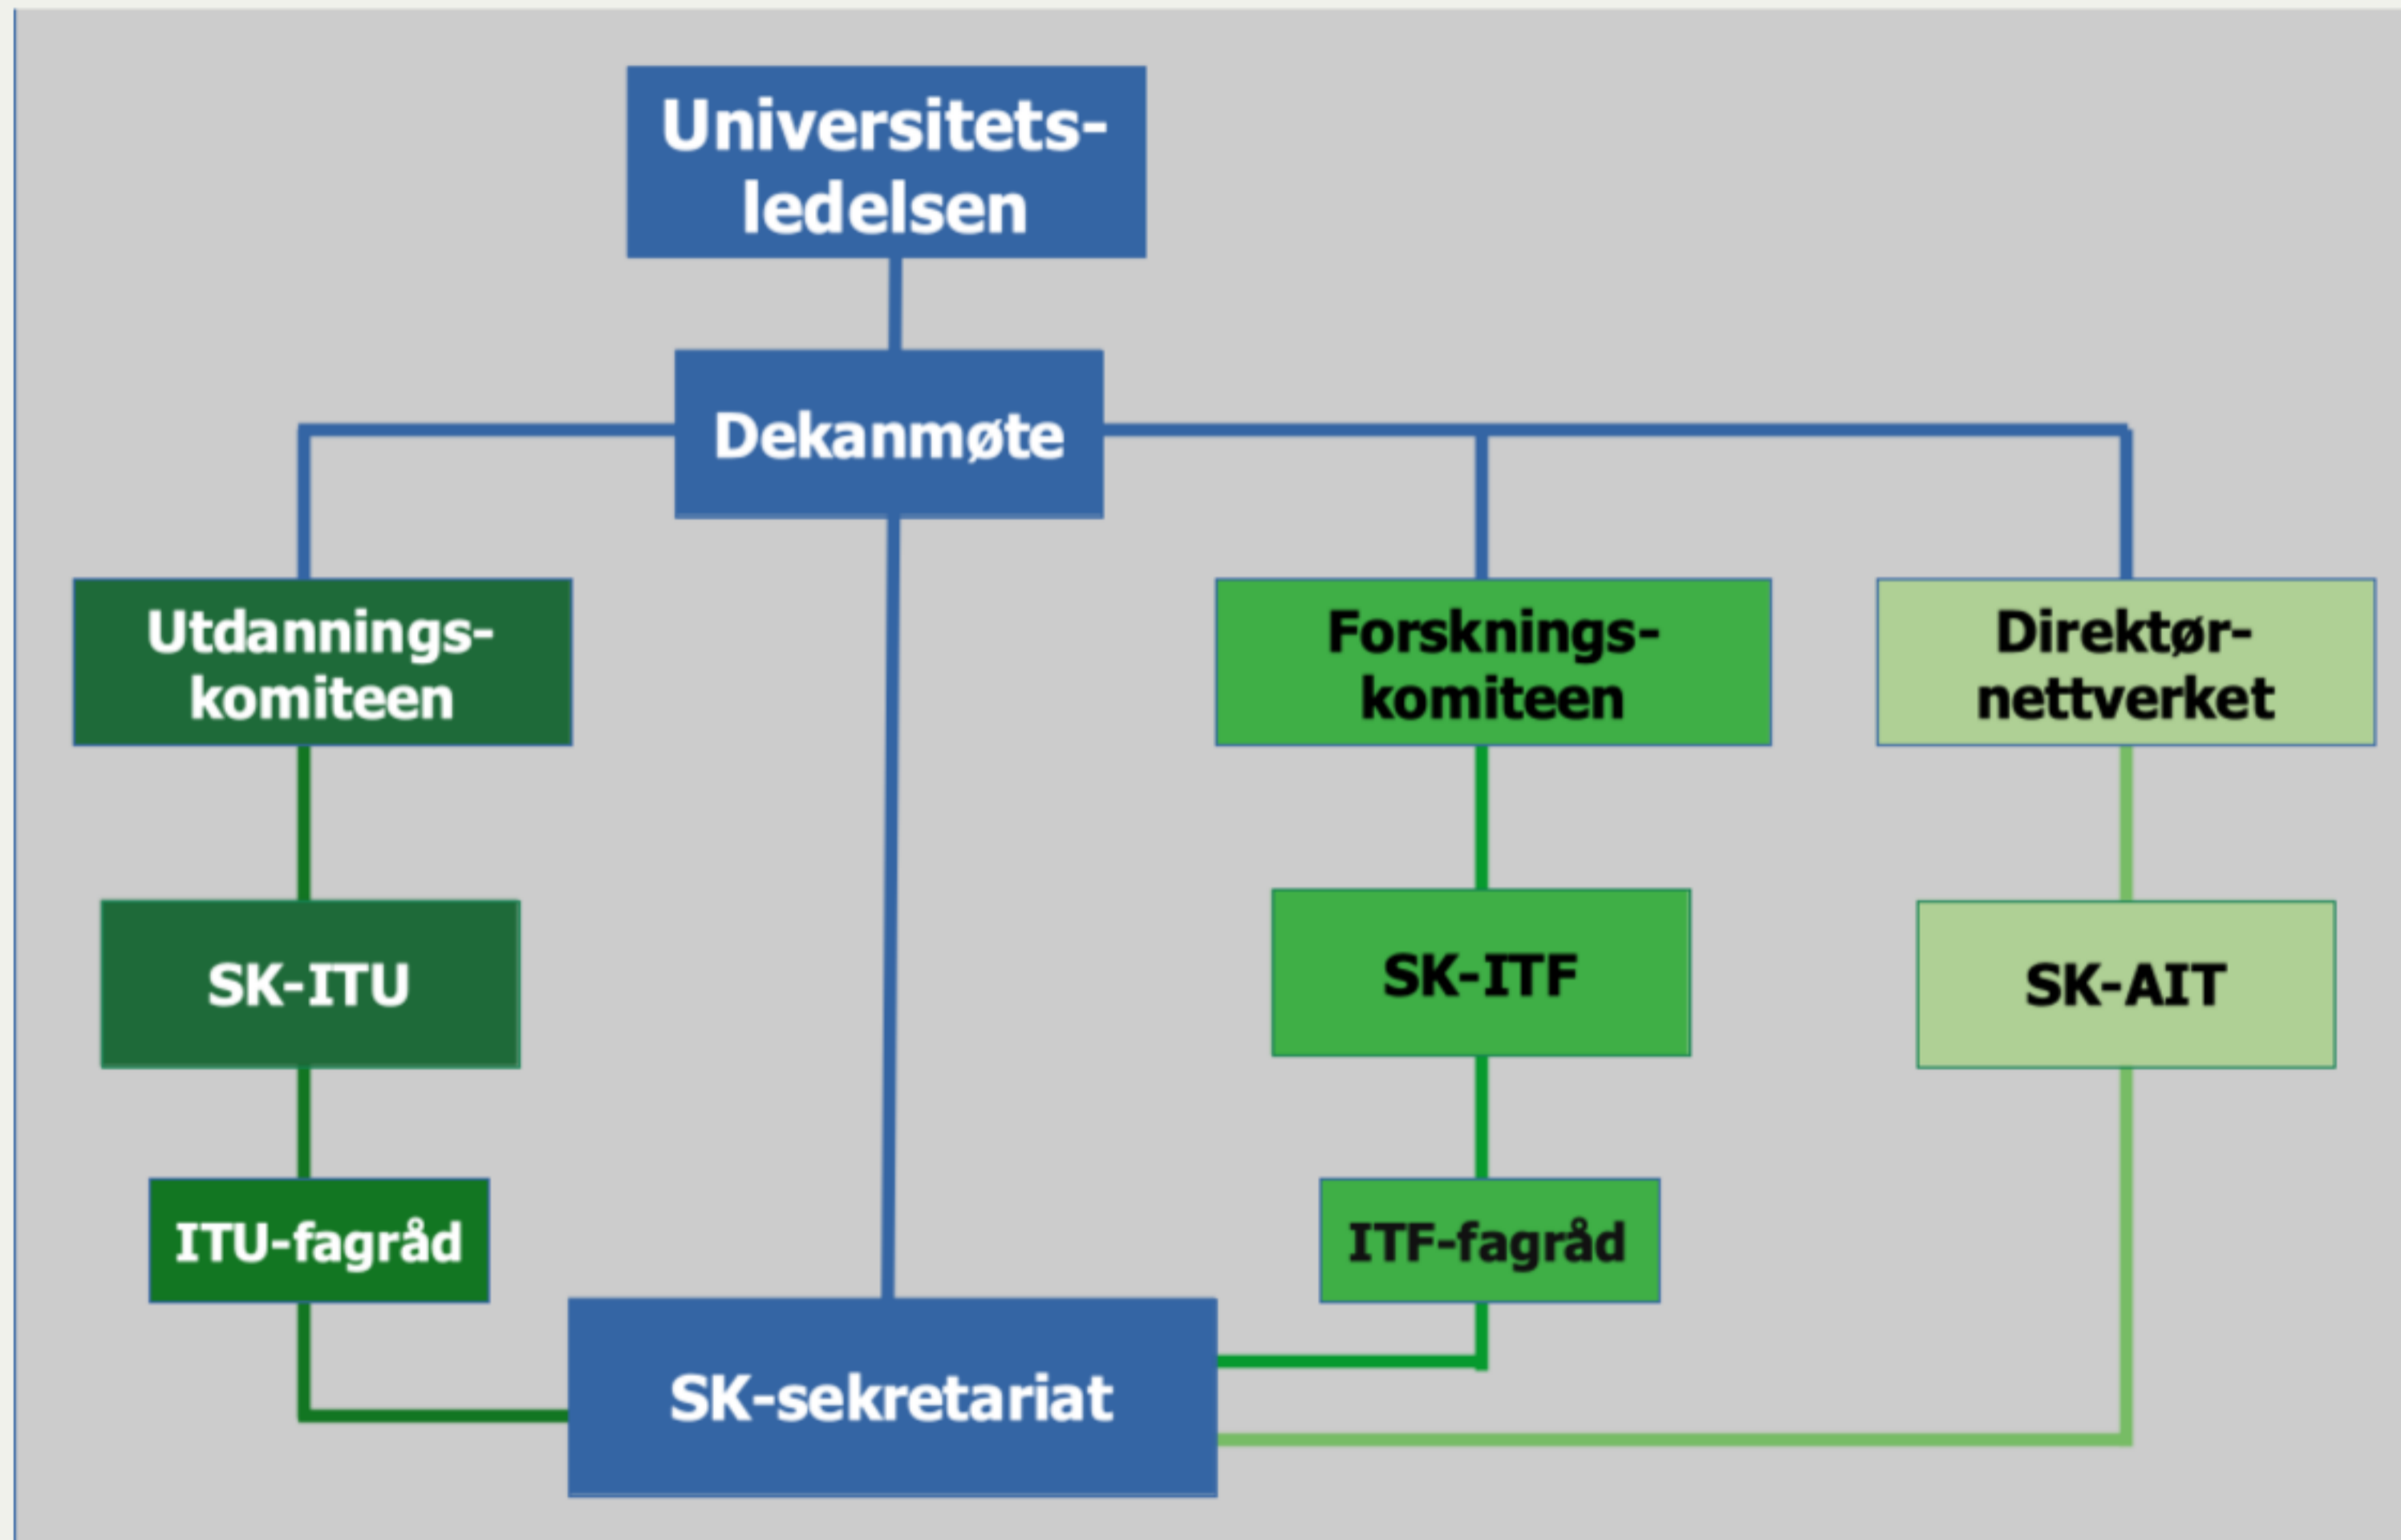 Universitets-
ledelsen
Dekanmøte
Utdannings-
komiteen
Forsknings-
komiteen
Direktør-
nettverket
SK-ITU
SK-ITF
SK-AIT
ITU-fagråd
ITF-fagråd
SK-sekretariat